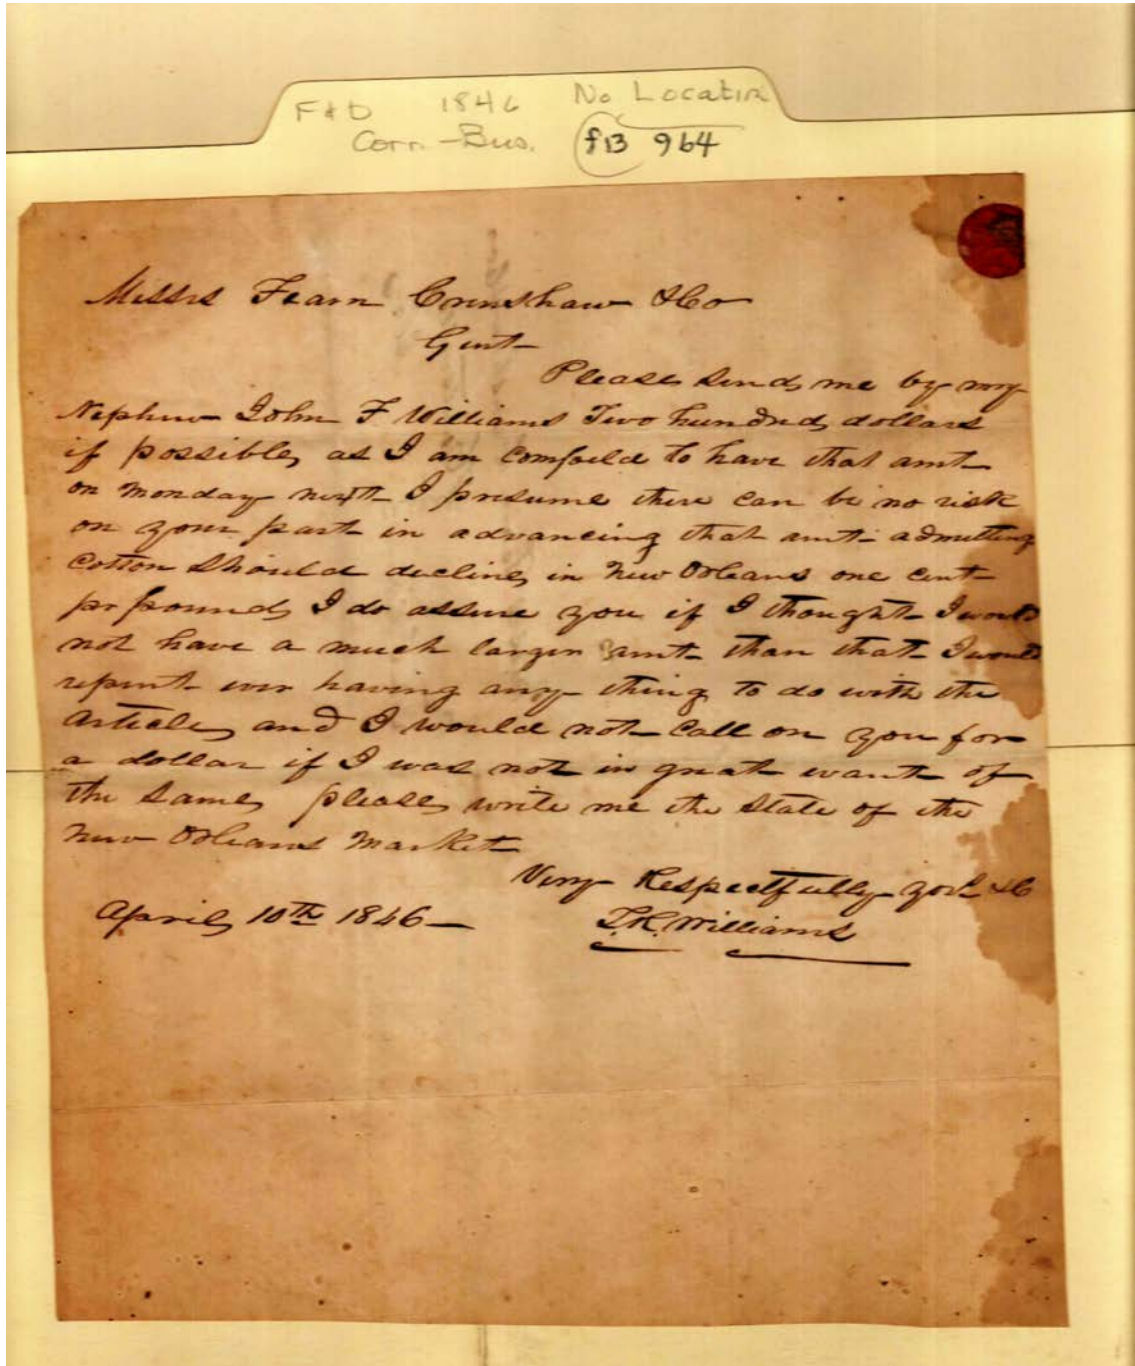 F & D 1846 No Location
Corr. - Bus. f13 964
Messrs Fearn Crenshaw & Co
Gent-
Please send me by my
Nephew John F Williams Two hundred dollars
if possible, as I am compeeld to have that amt-
on monday next- I presume there can be no risk
on your part- in advancing that amt- admitting
Cotton should decline, in New Orleans one cent-
pr pound, I do assure you if I thought- I would
not have a much larger amt- than that- I would
repent- ever having any- thing to do with the
Article, and I would not- Call on you for
a dollar if I was not in great want- of
the same, please, write me the State of the
New Orleans Market-
Very- Respectfully- &C
April, 10th 1846 - T.H. Williams